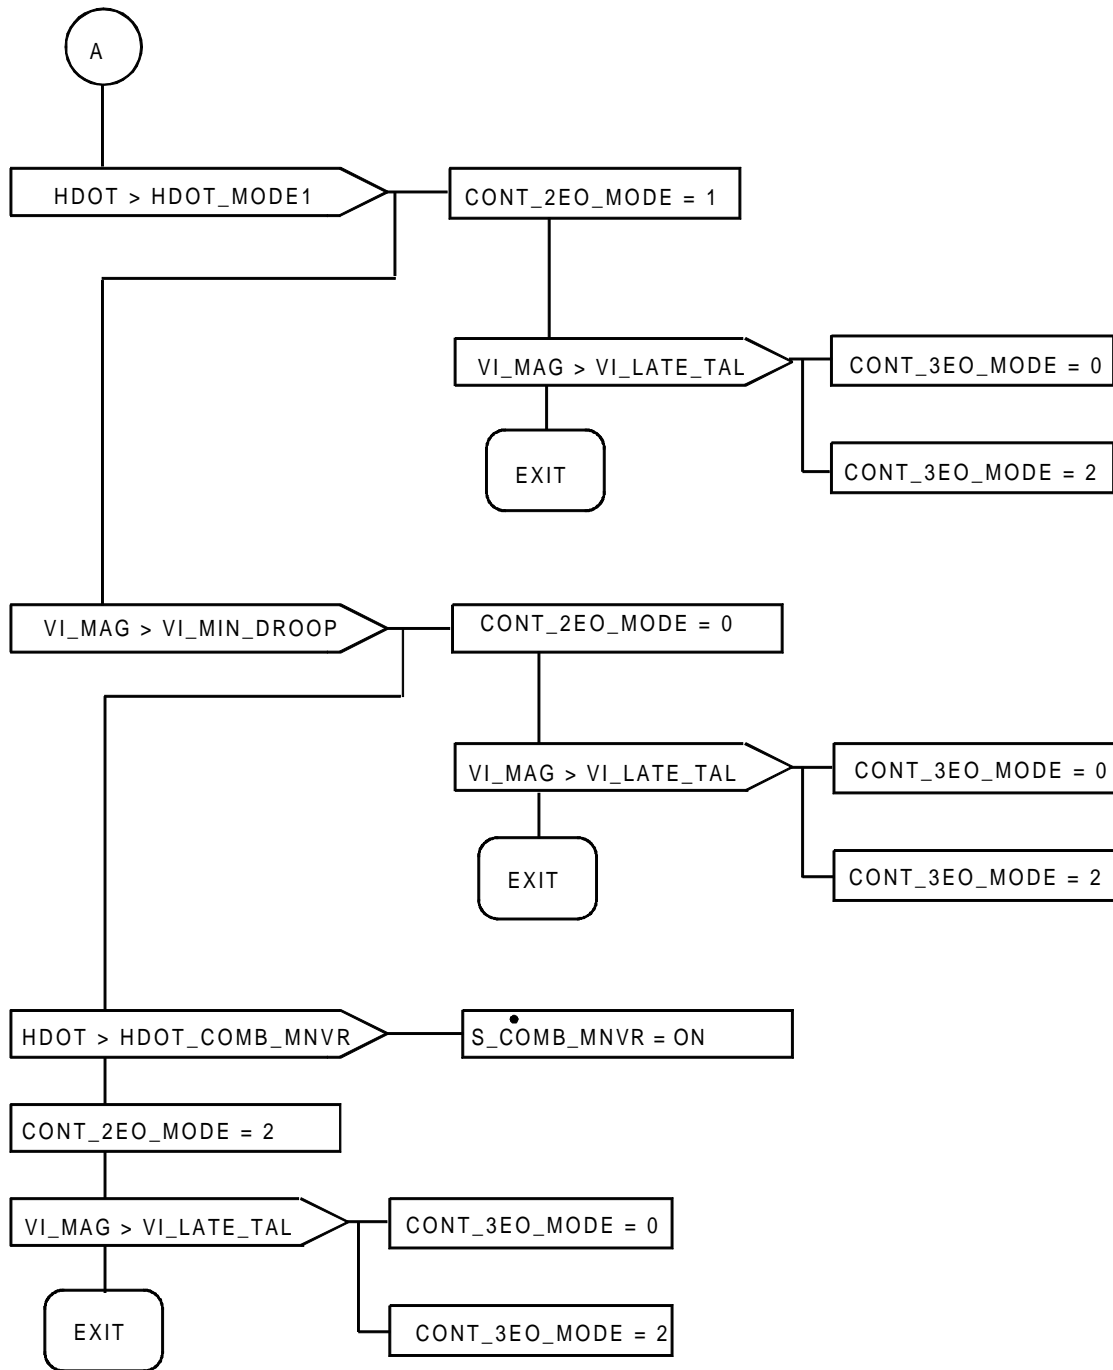 A
HDOT > HDOT_MODE1
CONT_2EO_MODE = 1
VI_MAG > VI_LATE_TAL
CONT_3EO_MODE = 0
EXIT
CONT_3EO_MODE = 2
VI_MAG > VI_MIN_DROOP
CONT_2EO_MODE = 0
VI_MAG > VI_LATE_TAL
CONT_3EO_MODE = 0
EXIT
CONT_3EO_MODE = 2
HDOT > HDOT_COMB_MNVR
S_COMB_MNVR = ON
CONT_2EO_MODE = 2
VI_MAG > VI_LATE_TAL
CONT_3EO_MODE = 0
EXIT
CONT_3EO_MODE = 2